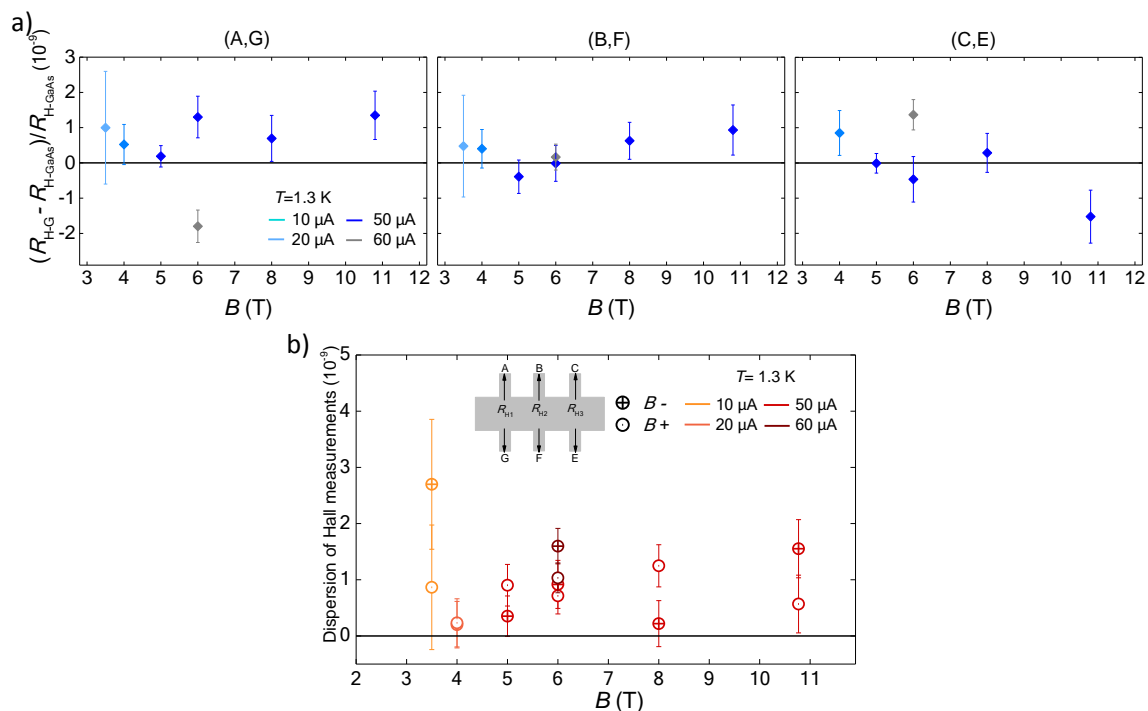 a)
(A,G)
(B,F)
(C,E)
(R_H-G - R_H-GaAs)/R_H-GaAs (10^-9)
3
2
1
0
-1
-2
T=1.3 K
10 µA 50 µA
20 µA 60 µA
3 4 5 6 7 8 9 10 11 12
3 4 5 6 7 8 9 10 11 12
3 4 5 6 7 8 9 10 11 12
B (T)
B (T)
B (T)
b)
Dispersion of Hall measurements (10^-9)
5
4
3
2
1
0
A B C
R_H1 R_H2 R_H3
G F E
T= 1.3 K
B - 10 µA 50 µA
B + 20 µA 60 µA
2 3 4 5 6 7 8 9 10 11
B (T)